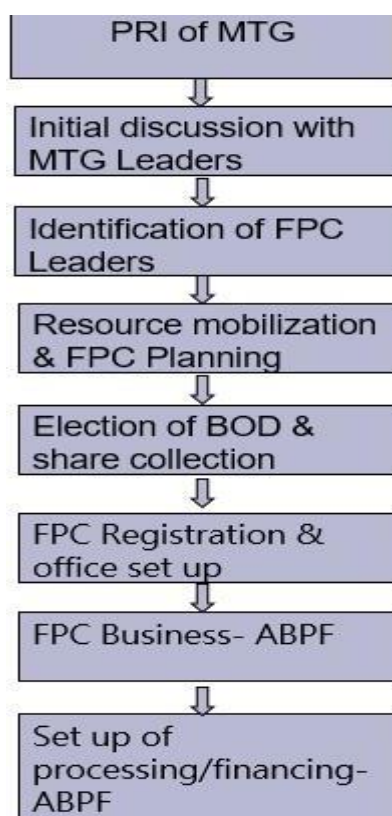 PRI of MTG
Initial discussion with
MTG Leaders
Identification of FPC
Leaders
Resource mobilization
& FPC Planning
Election of BOD &
share collection
FPC Registration &
office set up
FPC Business- ABPF
Set up of
processing/financing-
ABPF